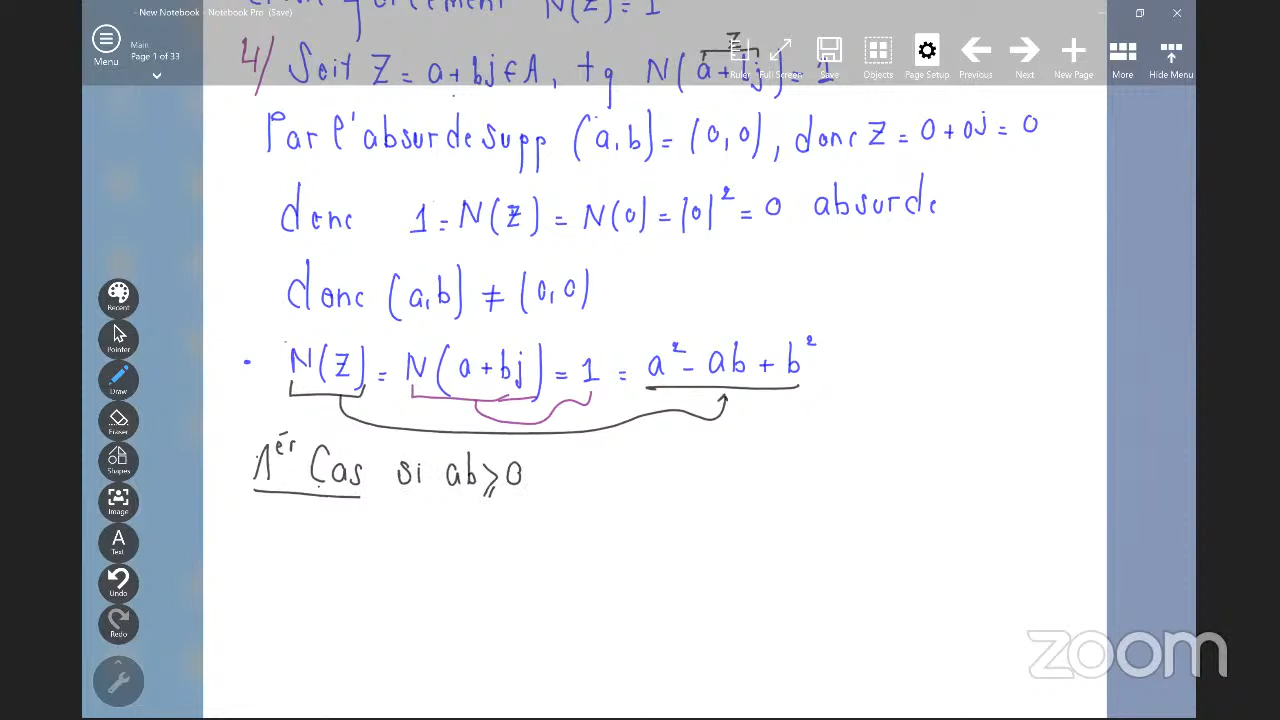 - New Notebook - Notebook Pro (Save)
Menu
Main
Page 1 of 33
Ruler
Full Screen
Save
Objects
Page Setup
Previous
Next
New Page
More
Hide Menu
N(Z)=1
4/ Soit Z = a+bj ∈ A, tq N(a+bj) = 1
Z
Par l'absurde supp (a,b) = (0,0), donc Z = 0+0j = 0
donc 1 = N(Z) = N(0) = |0|² = 0 absurde
donc (a,b) ≠ (0,0)
• N(Z) = N(a+bj) = 1 = a² - ab + b²
1er Cas si ab ⩾ 0
Recent
Pointer
Draw
Eraser
Shapes
Image
A
Text
Undo
Redo
zoom